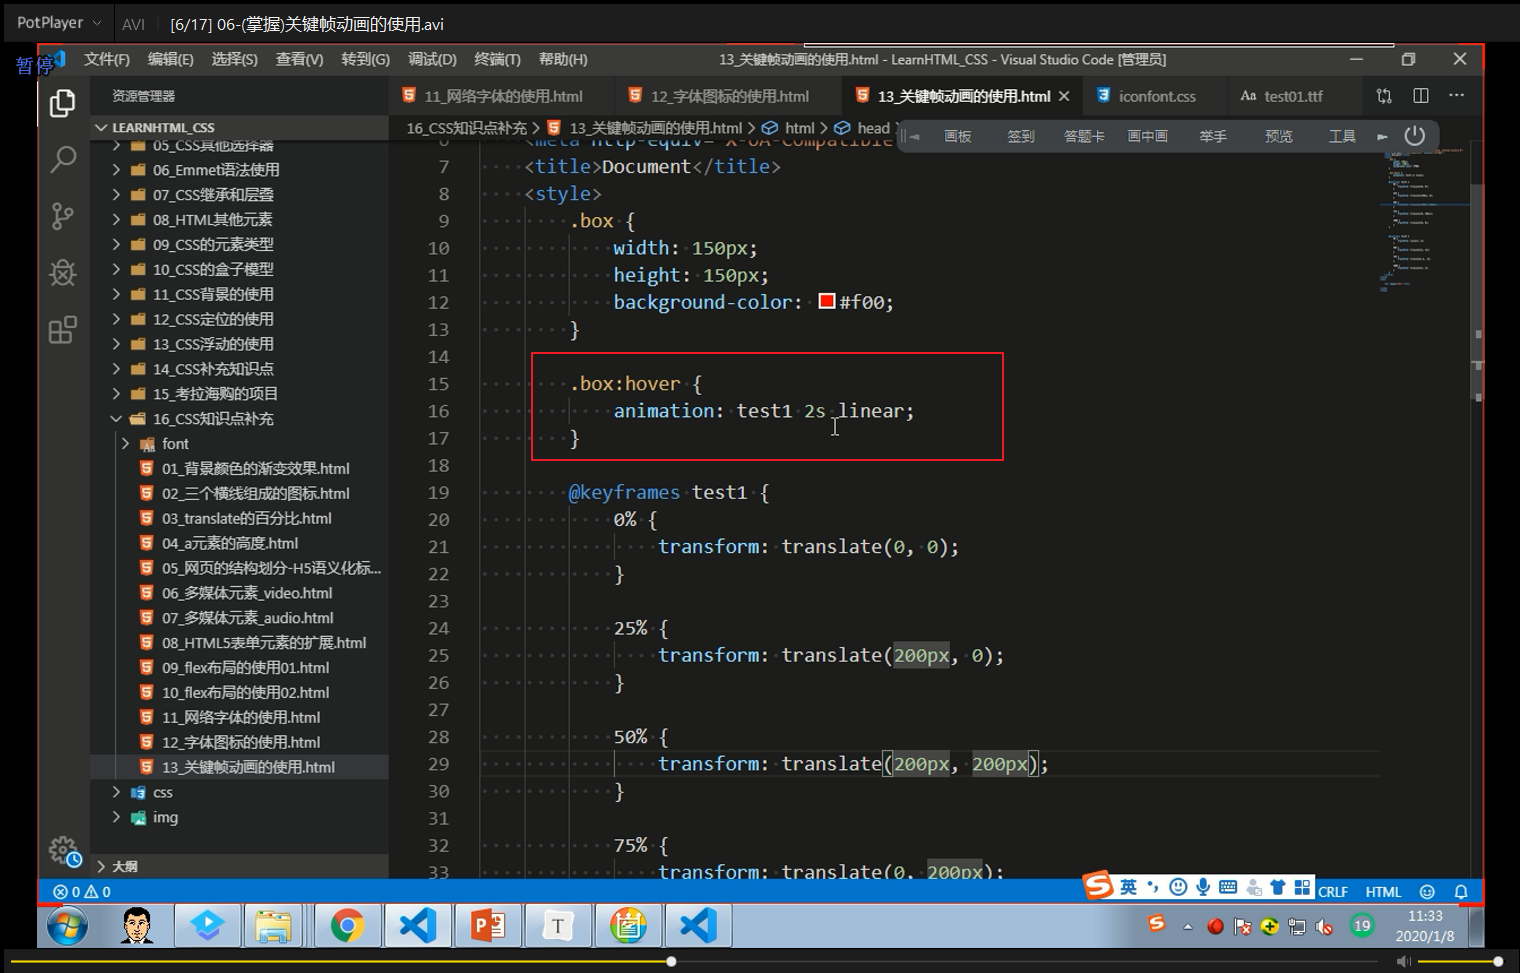 PotPlayer
AVI
[6/17] 06-(掌握)关键帧动画的使用.avi
暂停
文件(F) 编辑(E) 选择(S) 查看(V) 转到(G) 调试(D) 终端(T) 帮助(H)
13_关键帧动画的使用.html - LearnHTML_CSS - Visual Studio Code [管理员]
资源管理器
11_网络字体的使用.html
12_字体图标的使用.html
13_关键帧动画的使用.html
iconfont.css
Aa test01.ttf
LEARNHTML_CSS
16_CSS知识点补充 > 13_关键帧动画的使用.html > html > head
画板 签到 答题卡 画中画 举手 预览 工具
05_CSS其他选择器
06_Emmet语法使用
07_CSS继承和层叠
08_HTML其他元素
09_CSS的元素类型
10_CSS的盒子模型
11_CSS背景的使用
12_CSS定位的使用
13_CSS浮动的使用
14_CSS补充知识点
15_考拉海购的项目
16_CSS知识点补充
font
01_背景颜色的渐变效果.html
02_三个横线组成的图标.html
03_translate的百分比.html
04_a元素的高度.html
05_网页的结构划分-H5语义化标...
06_多媒体元素_video.html
07_多媒体元素_audio.html
08_HTML5表单元素的扩展.html
09_flex布局的使用01.html
10_flex布局的使用02.html
11_网络字体的使用.html
12_字体图标的使用.html
13_关键帧动画的使用.html
css
img
大纲
6 <meta http-equiv="X-UA-Compatible"
7 <title>Document</title>
8 <style>
9 .box {
10 width: 150px;
11 height: 150px;
12 background-color: #f00;
13 }
14
15 .box:hover {
16 animation: test1 2s linear;
17 }
18
19 @keyframes test1 {
20 0% {
21 transform: translate(0, 0);
22 }
23
24 25% {
25 transform: translate(200px, 0);
26 }
27
28 50% {
29 transform: translate(200px, 200px);
30 }
31
32 75% {
33 transform: translate(0, 200px);
0 0
英
CRLF HTML
T
19
11:33
2020/1/8